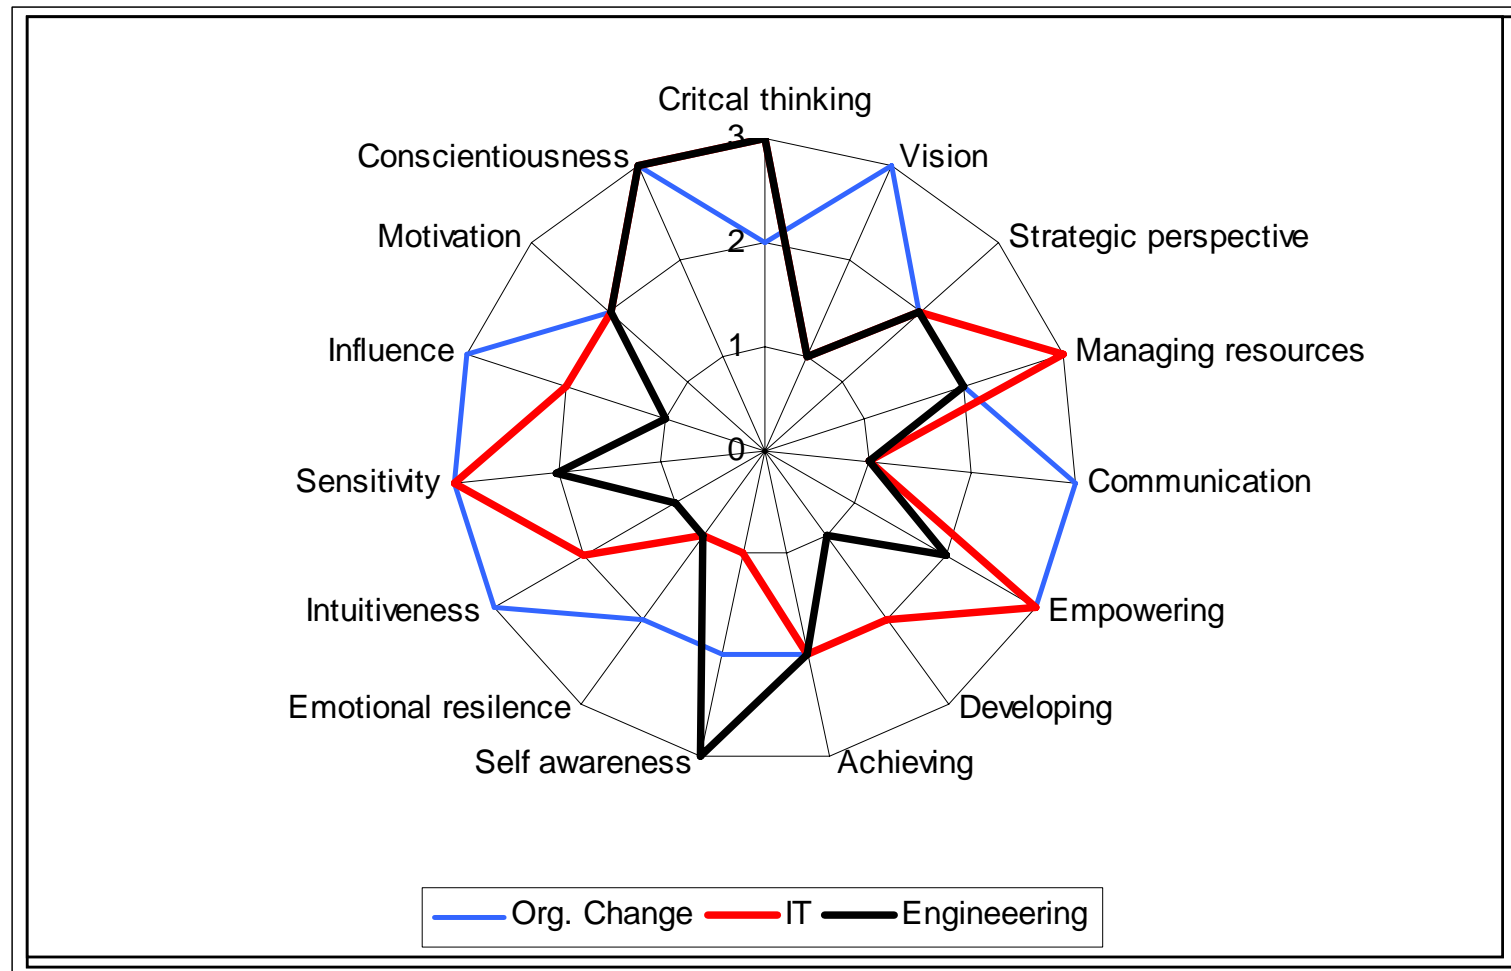 Critcal thinking
3
Conscientiousness
Vision
Motivation
2
Strategic perspective
Influence
1
Managing resources
0
Sensitivity
Communication
Intuitiveness
Empowering
Emotional resilence
Developing
Self awareness
Achieving
Org. Change IT Engineeering